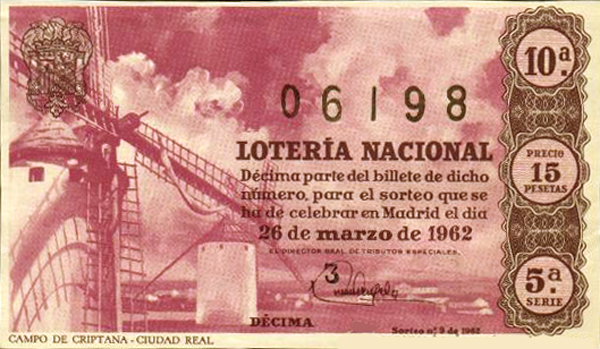 06198
LOTERÍA NACIONAL
Décima parte del billete de dicho
número, para el sorteo que se
ha de celebrar en Madrid el día
26 de marzo de 1962
EL DIRECTOR GRAL. DE TRIBUTOS ESPECIALES,
3
DÉCIMA
Sorteo n.º 9 de 1962
10ª.
PRECIO
15
PESETAS
5ª.
SERIE
CAMPO DE CRIPTANA - CIUDAD REAL